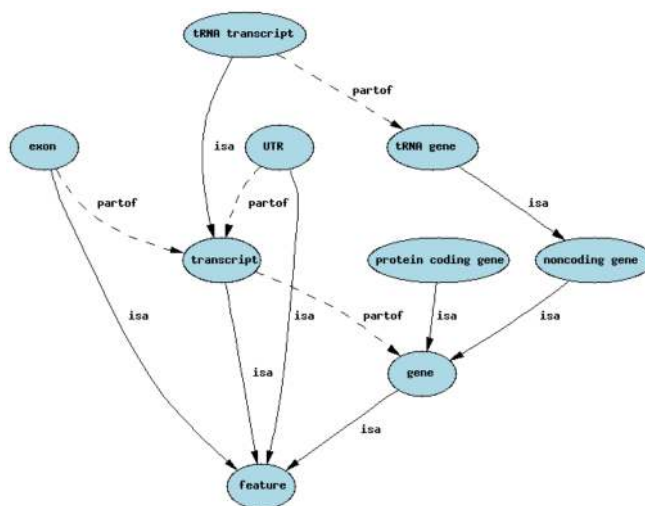 tRNA transcript
partof
exon
isa
UTR
tRNA gene
partof
partof
isa
transcript
protein coding gene
noncoding gene
isa
isa
partof
isa
isa
isa
gene
isa
feature